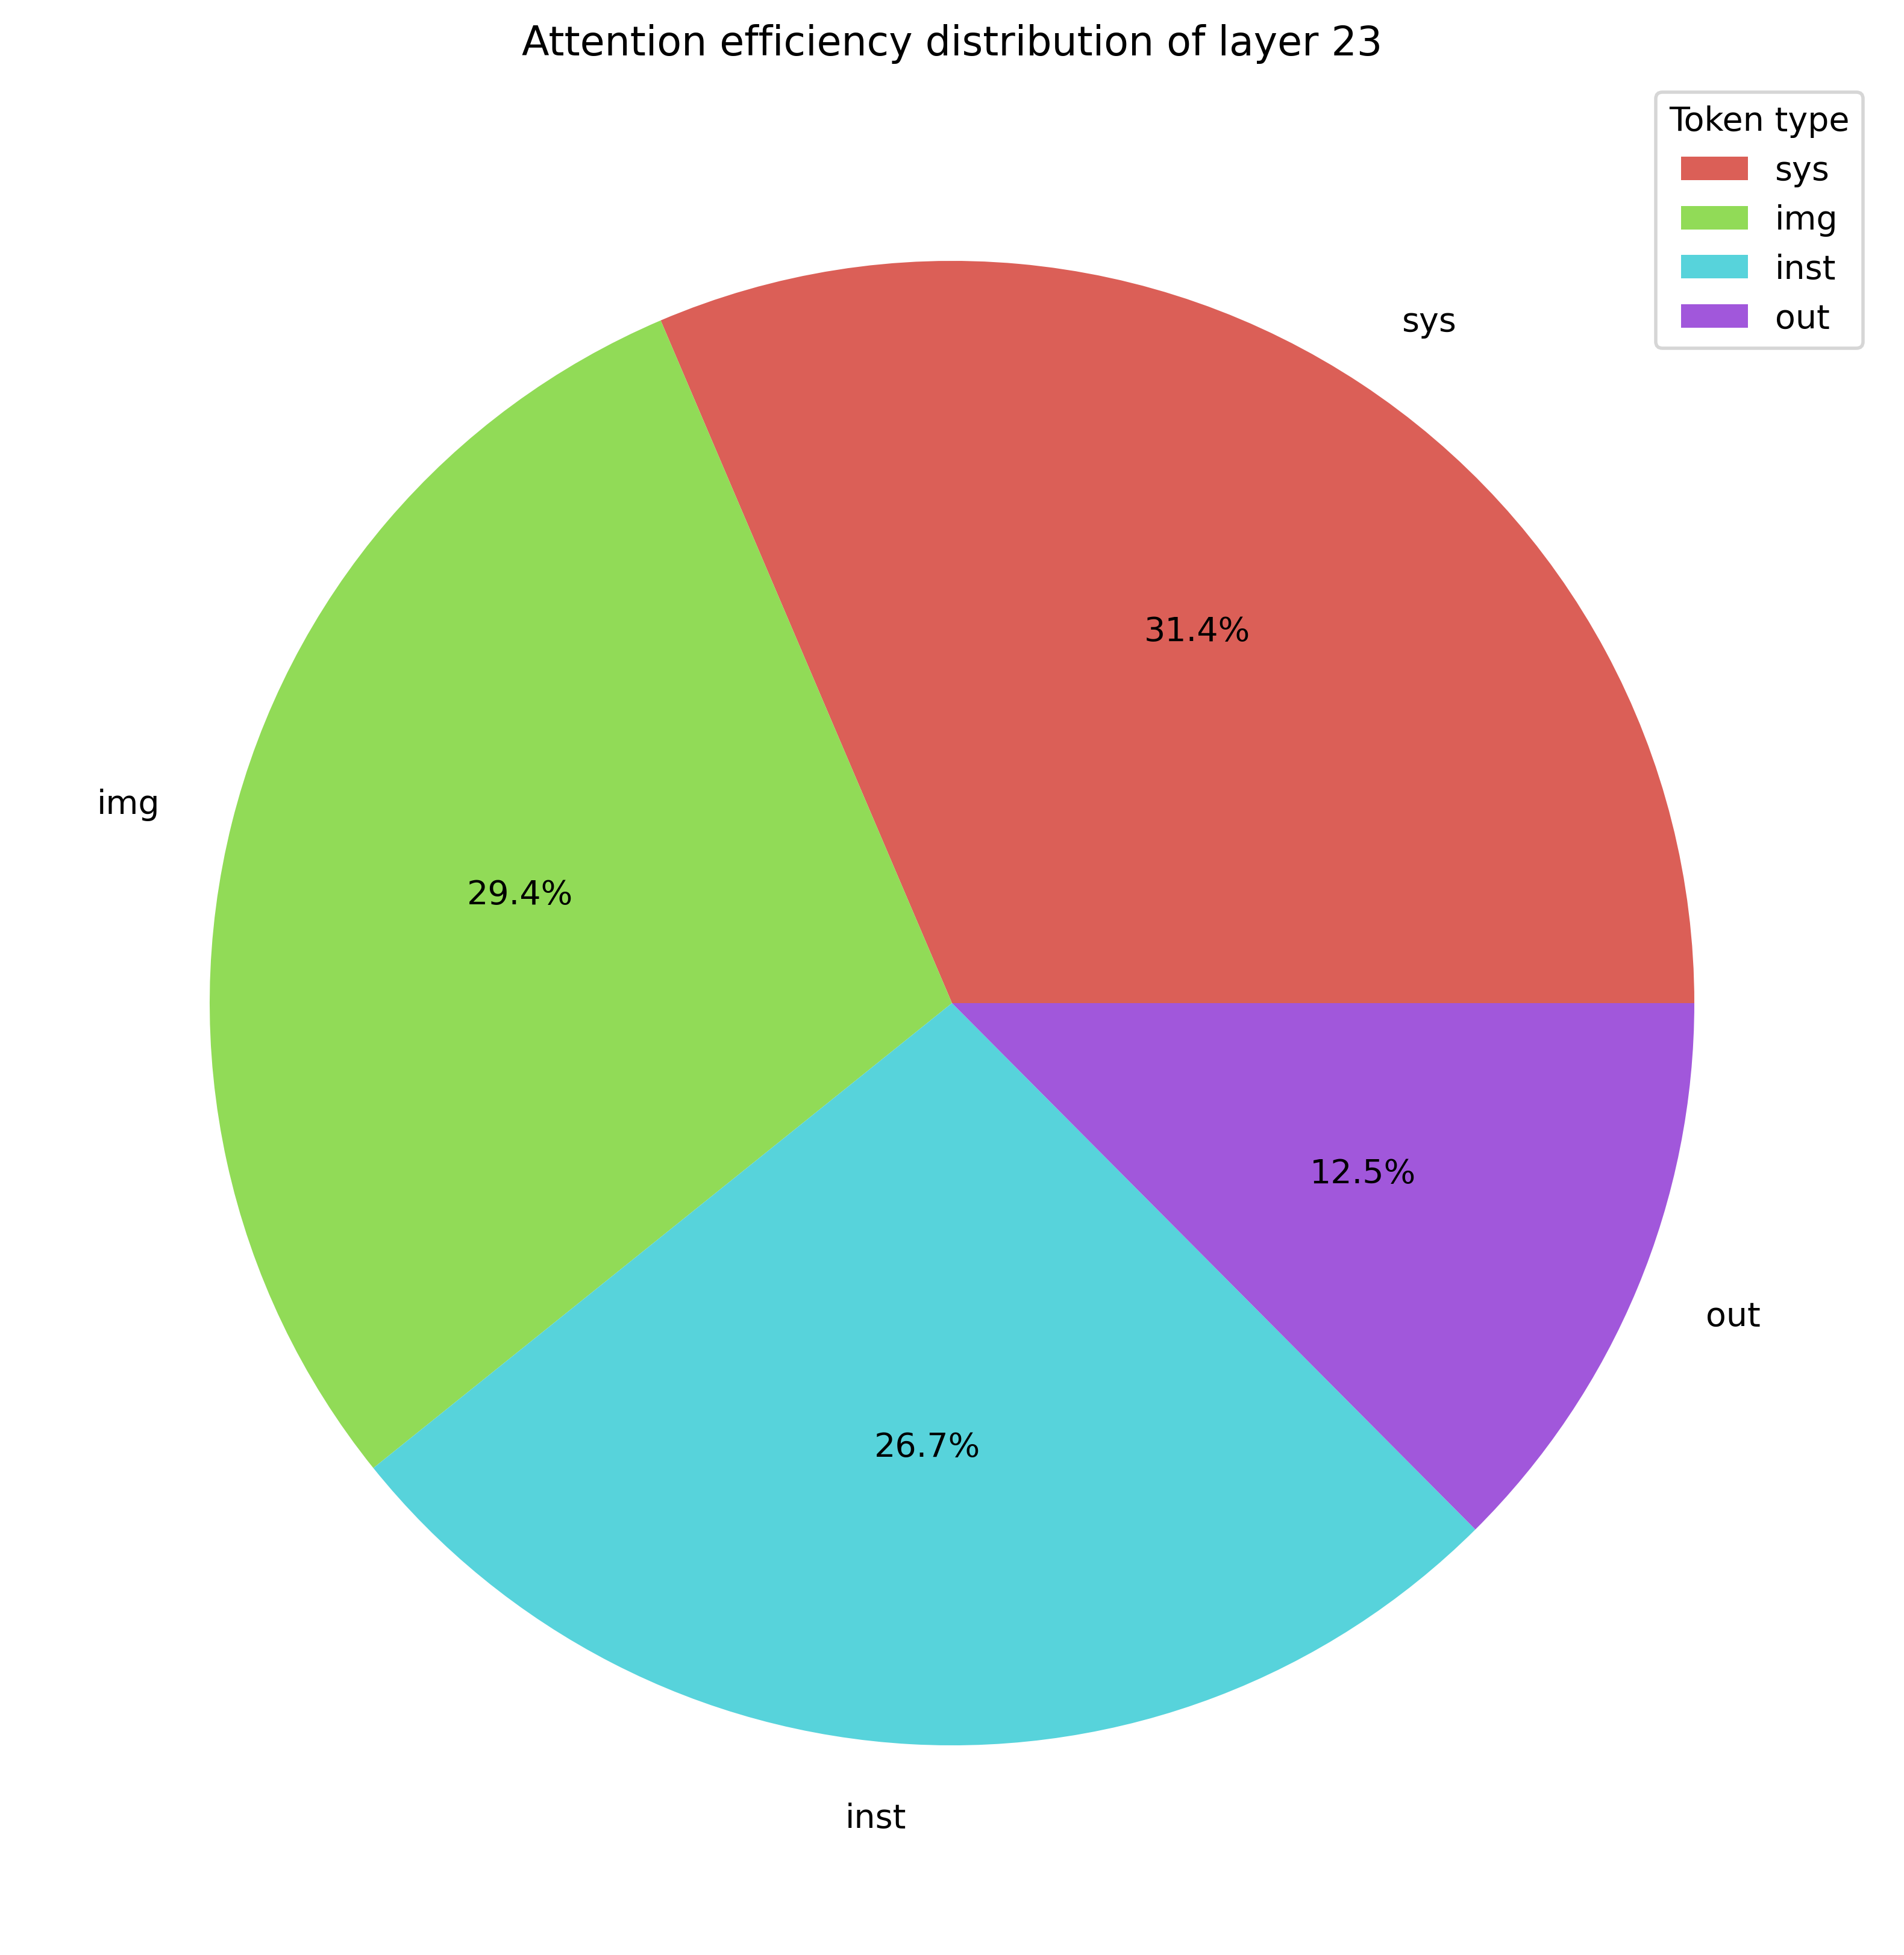 Attention efficiency distribution of layer 23
Token type
sys
img
inst
out
sys
31.4%
img
29.4%
12.5%
out
26.7%
inst